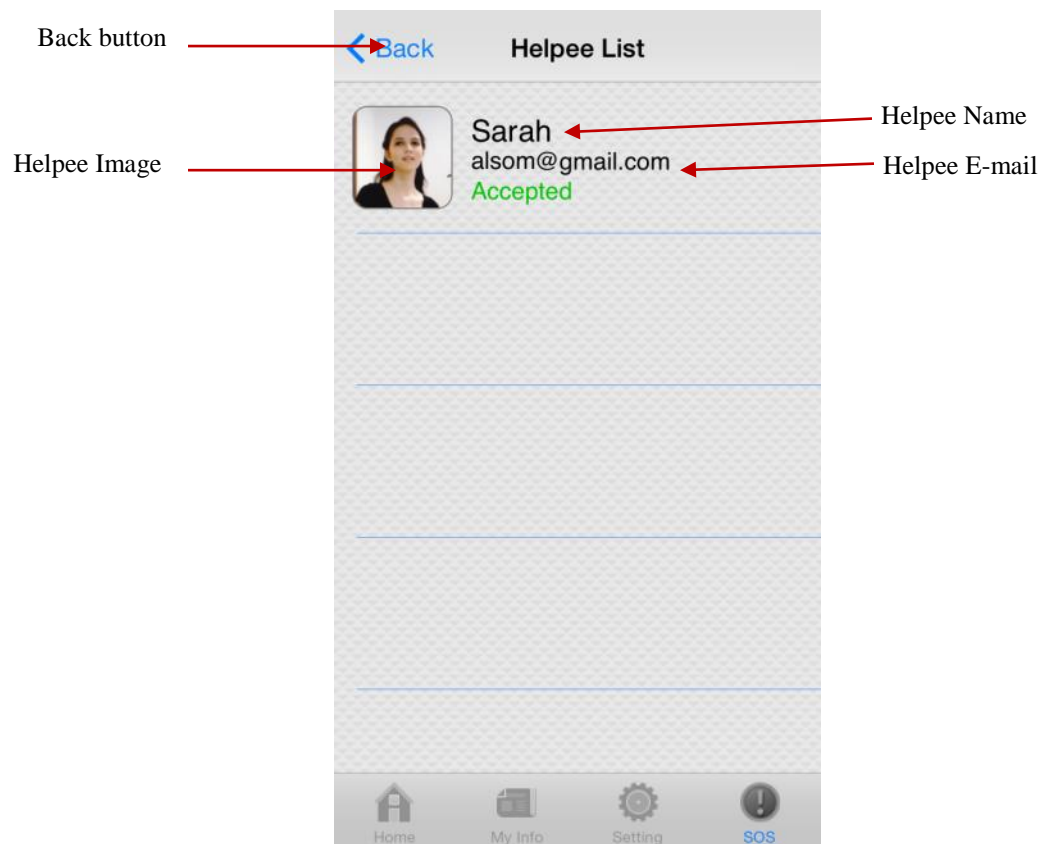 Back button
Back
Helpee List
Helpee Name
Sarah
alsom@gmail.com
Helpee E-mail
Helpee Image
Accepted
Home
My Info
Setting
SOS